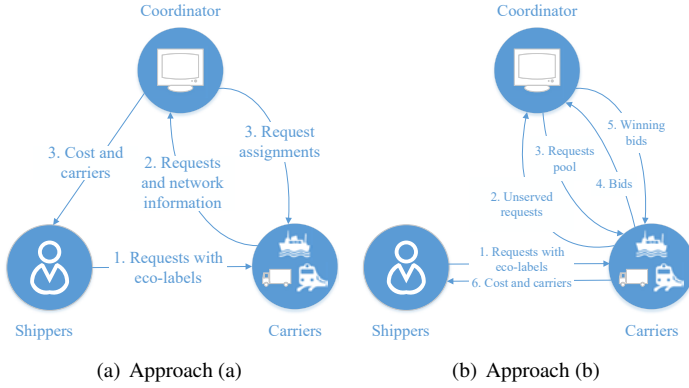 Coordinator
3. Cost and
carriers
2. Requests
and network
information
3. Request
assignments
1. Requests with
eco-labels
Shippers
Carriers
(a) Approach (a)
Coordinator
5. Winning
bids
3. Requests
pool
4. Bids
2. Unserved
requests
1. Requests with
eco-labels
6. Cost and carriers
Shippers
Carriers
(b) Approach (b)